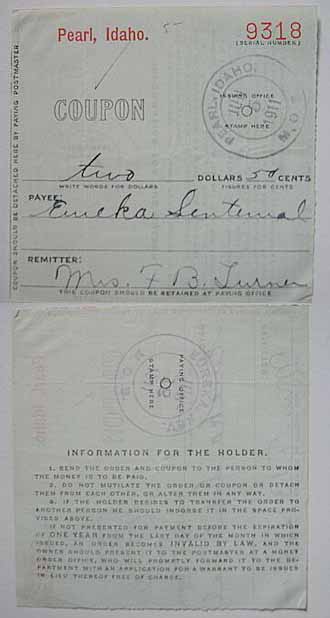 Pearl, Idaho.
9318
(SERIAL NUMBER)
COUPON
PEARL, IDAHO.
M.O.B.
1911
ISSUING OFFICE
STAMP HERE
COUPON SHOULD BE DETACHED HERE BY PAYING POSTMASTER
two DOLLARS 50 CENTS
WRITE WORDS FOR DOLLARS FIGURES FOR CENTS
PAYEE:
Eureka Sentenial
REMITTER:
Mrs. F B. Turner
THIS COUPON SHOULD BE RETAINED AT PAYING OFFICE
PAYING OFFICE
STAMP HERE
EUREKA, NEV.
M.O.B.
INFORMATION FOR THE HOLDER.
1. SEND THE ORDER AND COUPON TO THE PERSON TO WHOM
THE MONEY IS TO BE PAID.
2. DO NOT MUTILATE THE ORDER OR COUPON OR DETACH
THEM FROM EACH OTHER, OR ALTER THEM IN ANY WAY.
3. IF THE HOLDER DESIRES TO TRANSFER THE ORDER TO
ANOTHER PERSON HE SHOULD INDORSE IT IN THE SPACE PRO-
VIDED ABOVE.
IF NOT PRESENTED FOR PAYMENT BEFORE THE EXPIRATION
OF ONE YEAR FROM THE LAST DAY OF THE MONTH IN WHICH
ISSUED, AN ORDER BECOMES INVALID BY LAW, AND THE
OWNER SHOULD PRESENT IT TO THE POSTMASTER AT A MONEY
ORDER OFFICE, WHO WILL PROMPTLY FORWARD IT TO THE DE-
PARTMENT WITH AN APPLICATION FOR A WARRANT TO BE ISSUED
IN LIEU THEREOF FREE OF CHARGE.